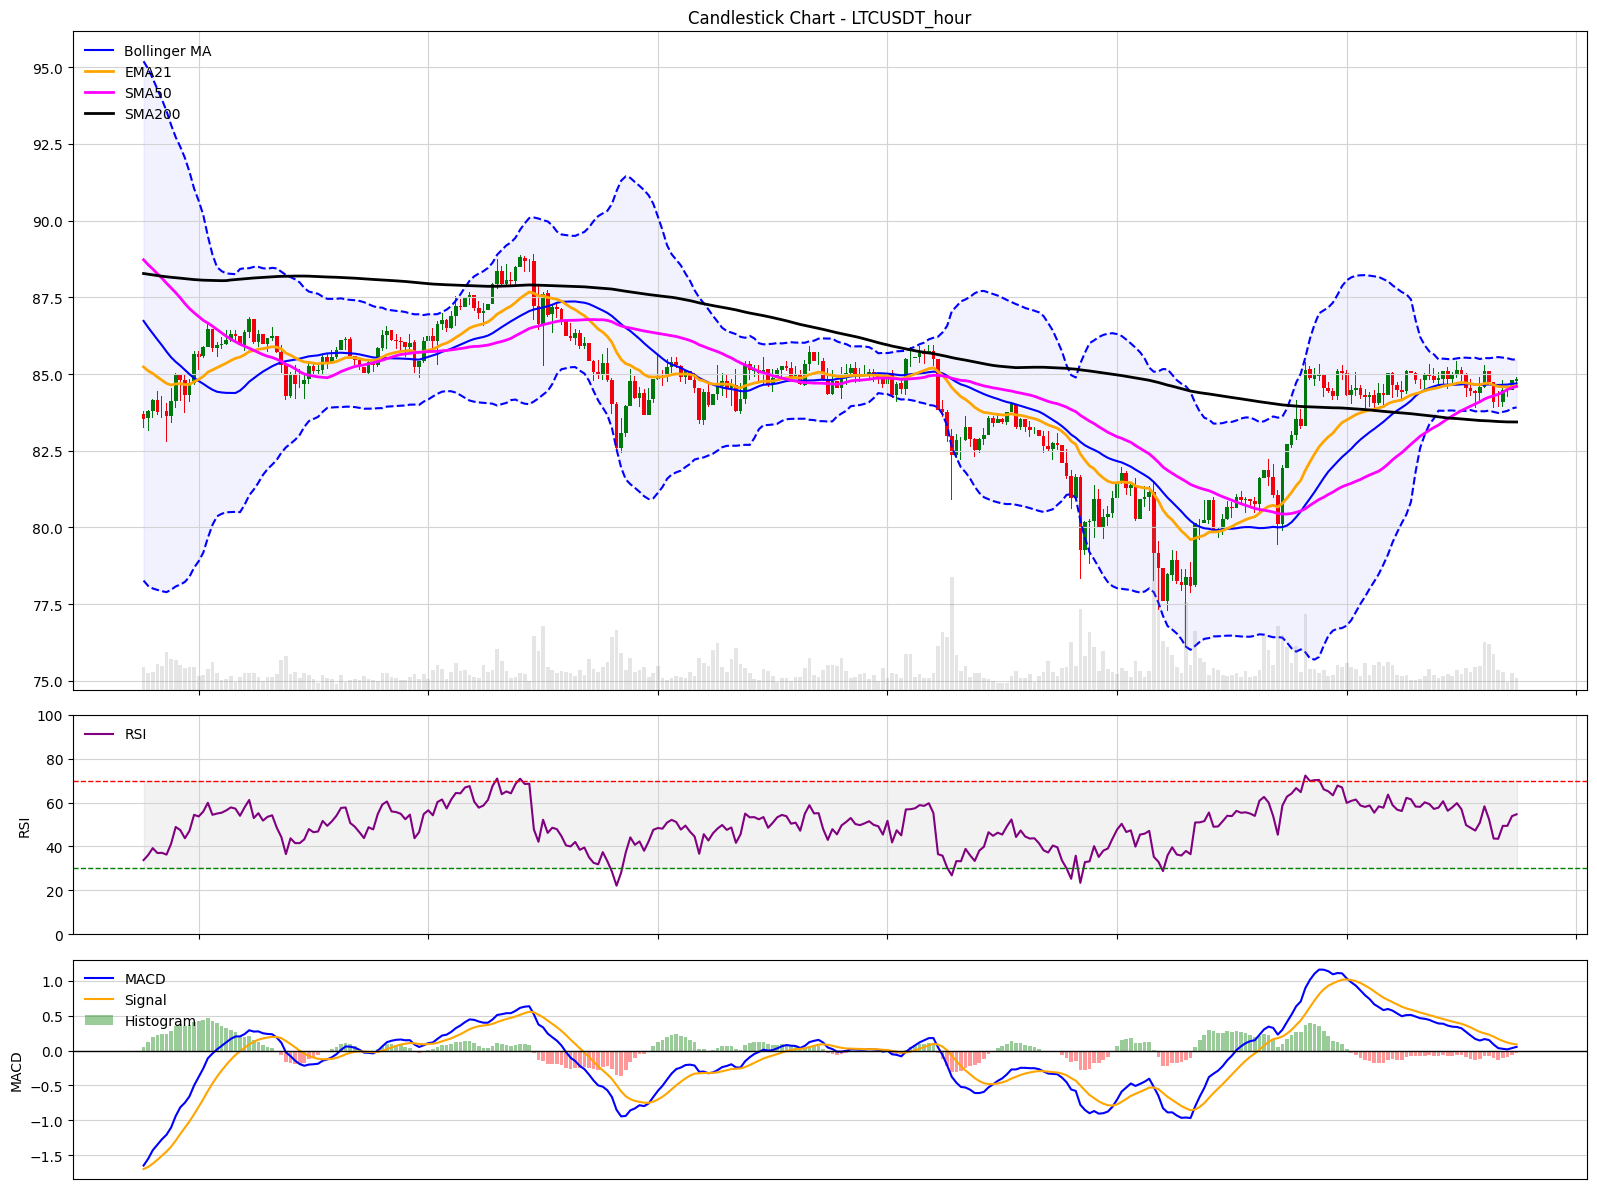 Candlestick Chart - LTCUSDT_hour
Bollinger MA
EMA21
SMA50
SMA200
95.0
92.5
90.0
87.5
85.0
82.5
80.0
77.5
75.0
RSI
100
80
60
40
20
0
RSI
MACD
Signal
Histogram
1.0
0.5
0.0
−0.5
−1.0
−1.5
MACD